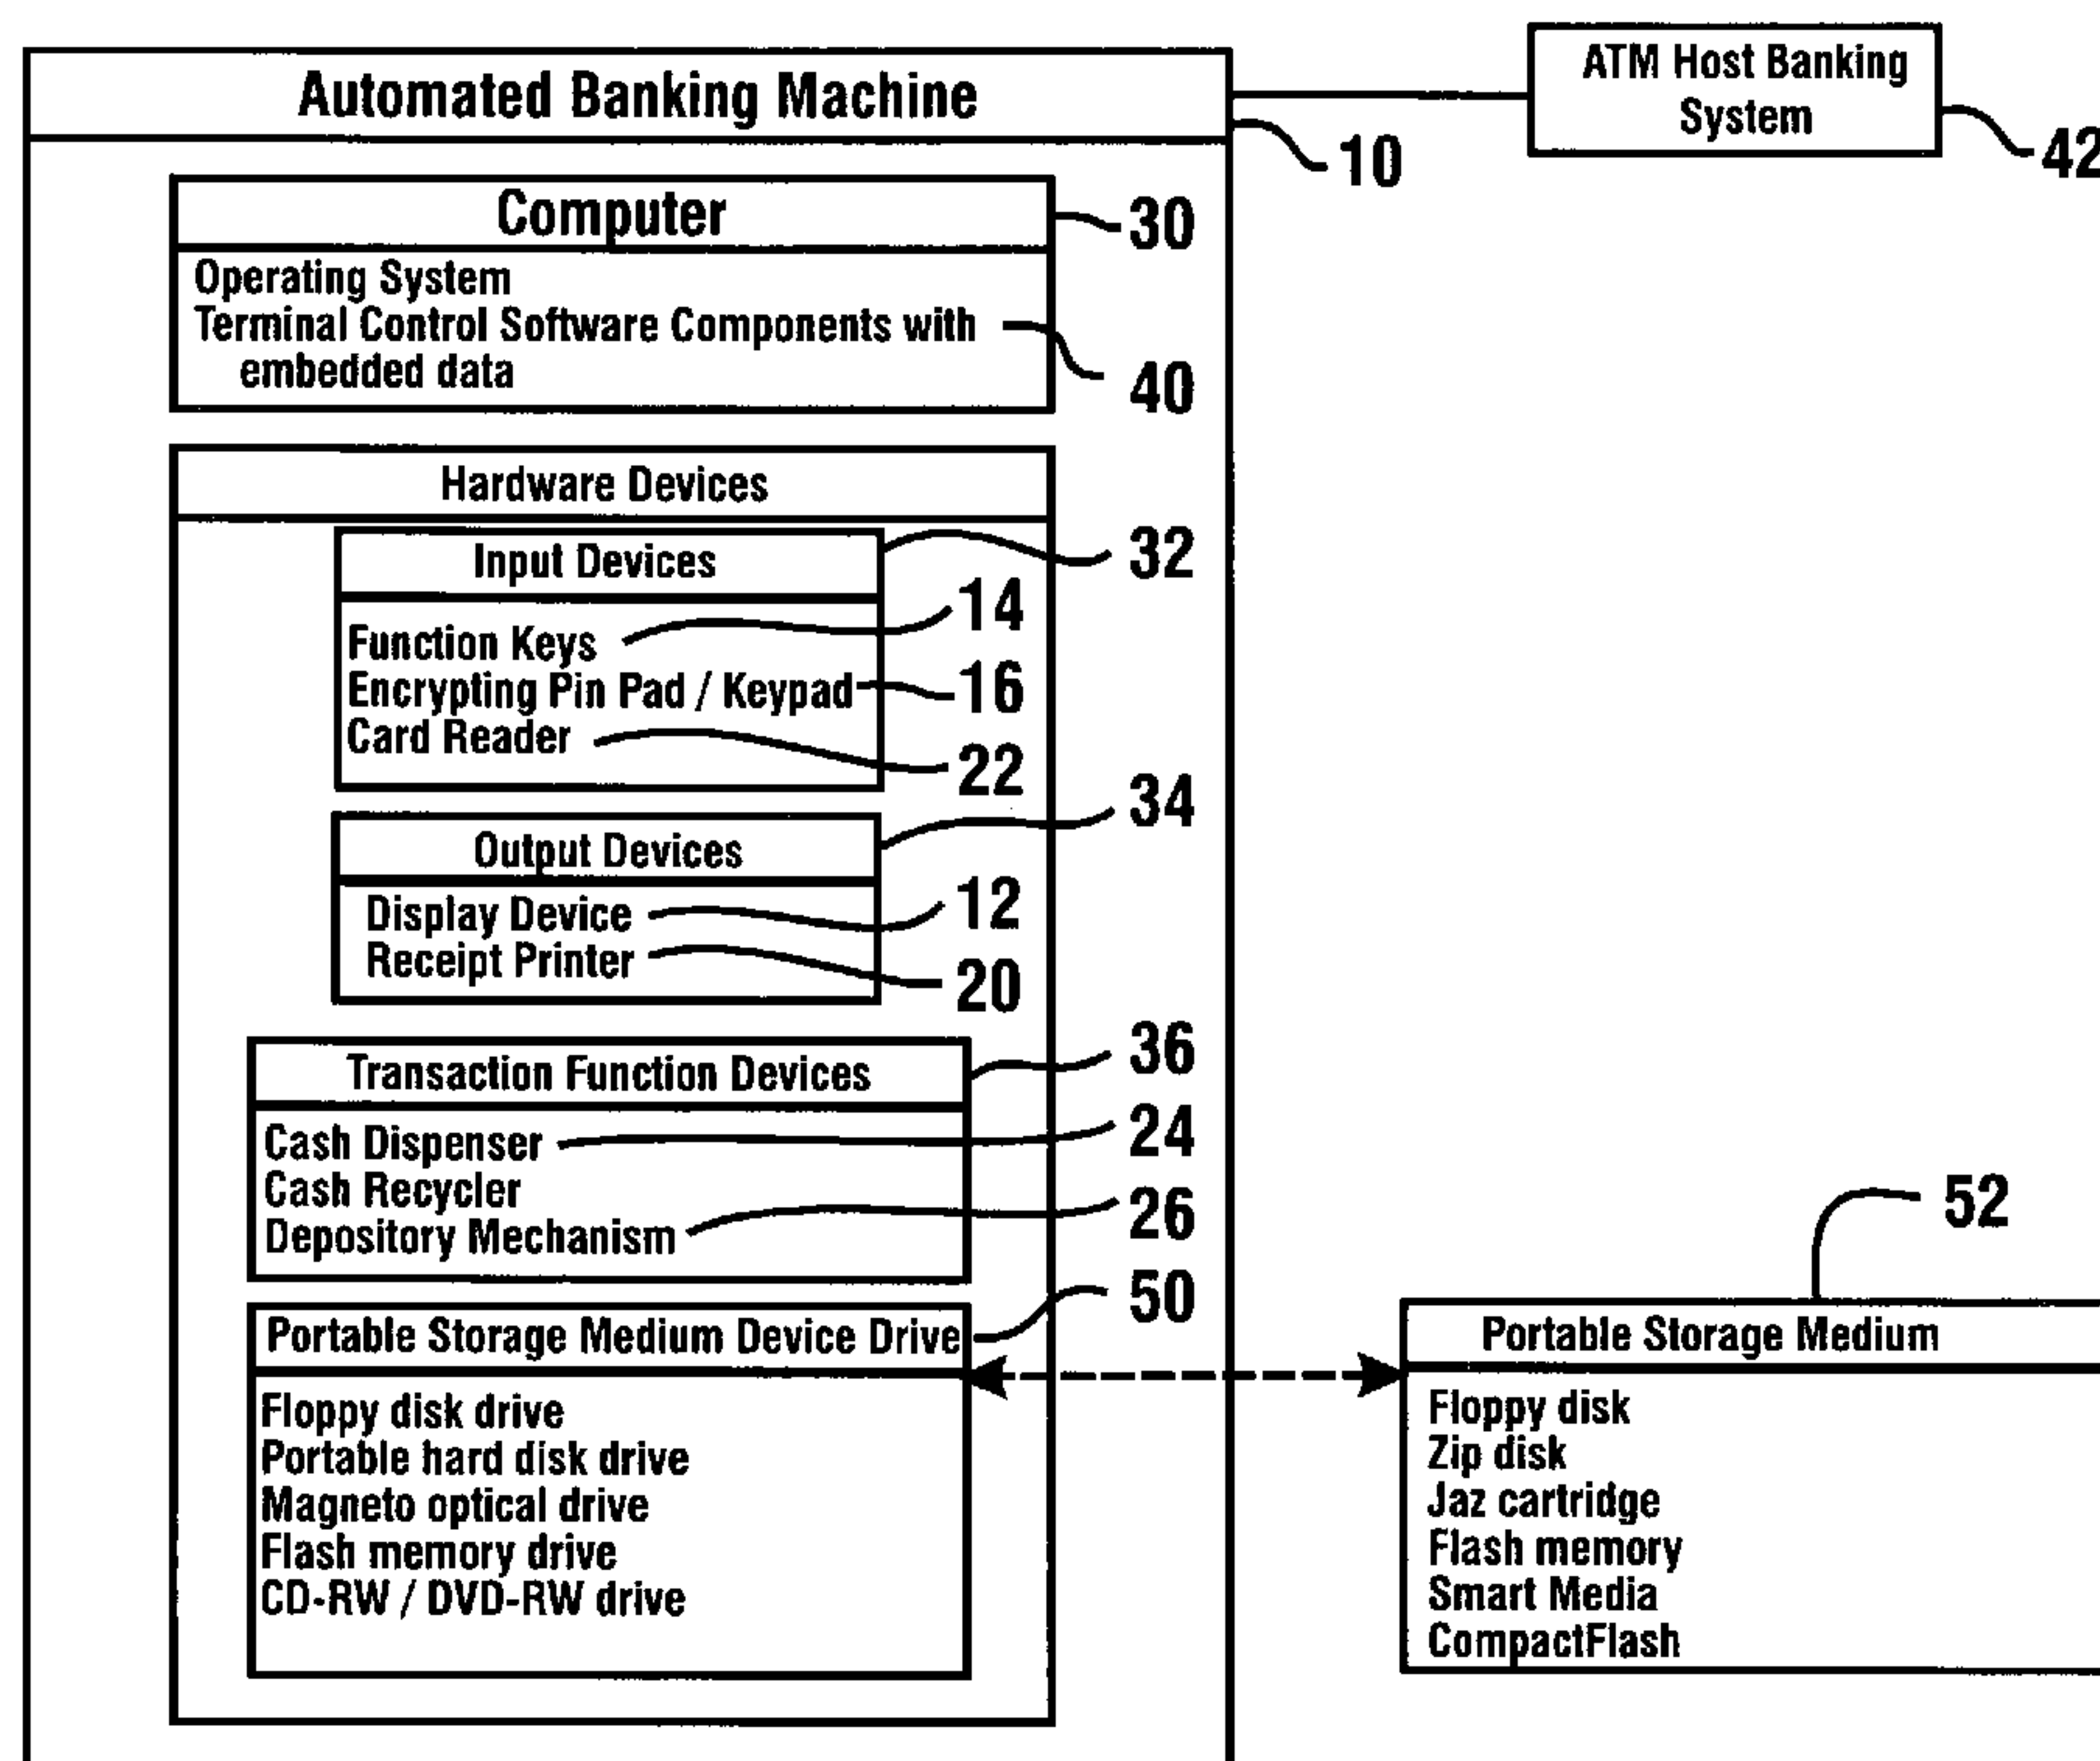 Automated Banking Machine
ATM Host Banking
System
10
42
Computer
30
Operating System
Terminal Control Software Components with
embedded data
40
Hardware Devices
Input Devices
32
Function Keys
14
Encrypting Pin Pad / Keypad
16
Card Reader
22
Output Devices
34
Display Device
12
Receipt Printer
20
Transaction Function Devices
36
Cash Dispenser
24
Cash Recycler
Depository Mechanism
26
Portable Storage Medium Device Drive
50
Floppy disk drive
Portable hard disk drive
Magneto optical drive
Flash memory drive
CD-RW / DVD-RW drive
52
Portable Storage Medium
Floppy disk
Zip disk
Jaz cartridge
Flash memory
Smart Media
CompactFlash